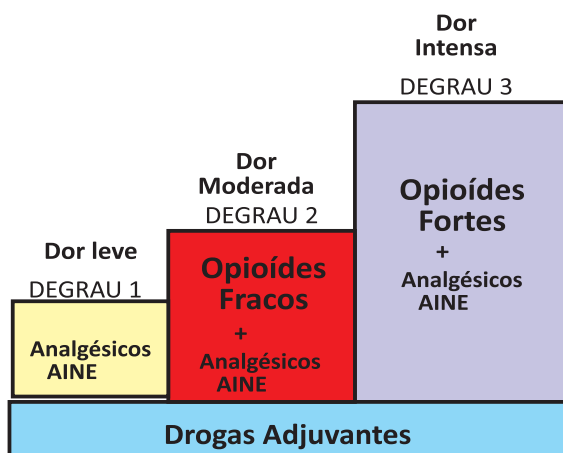 Dor leve
DEGRAU 1
Analgésicos
AINE
Dor
Moderada
DEGRAU 2
Opioídes
Fracos
+
Analgésicos
AINE
Dor
Intensa
DEGRAU 3
Opioídes
Fortes
+
Analgésicos
AINE
Drogas Adjuvantes